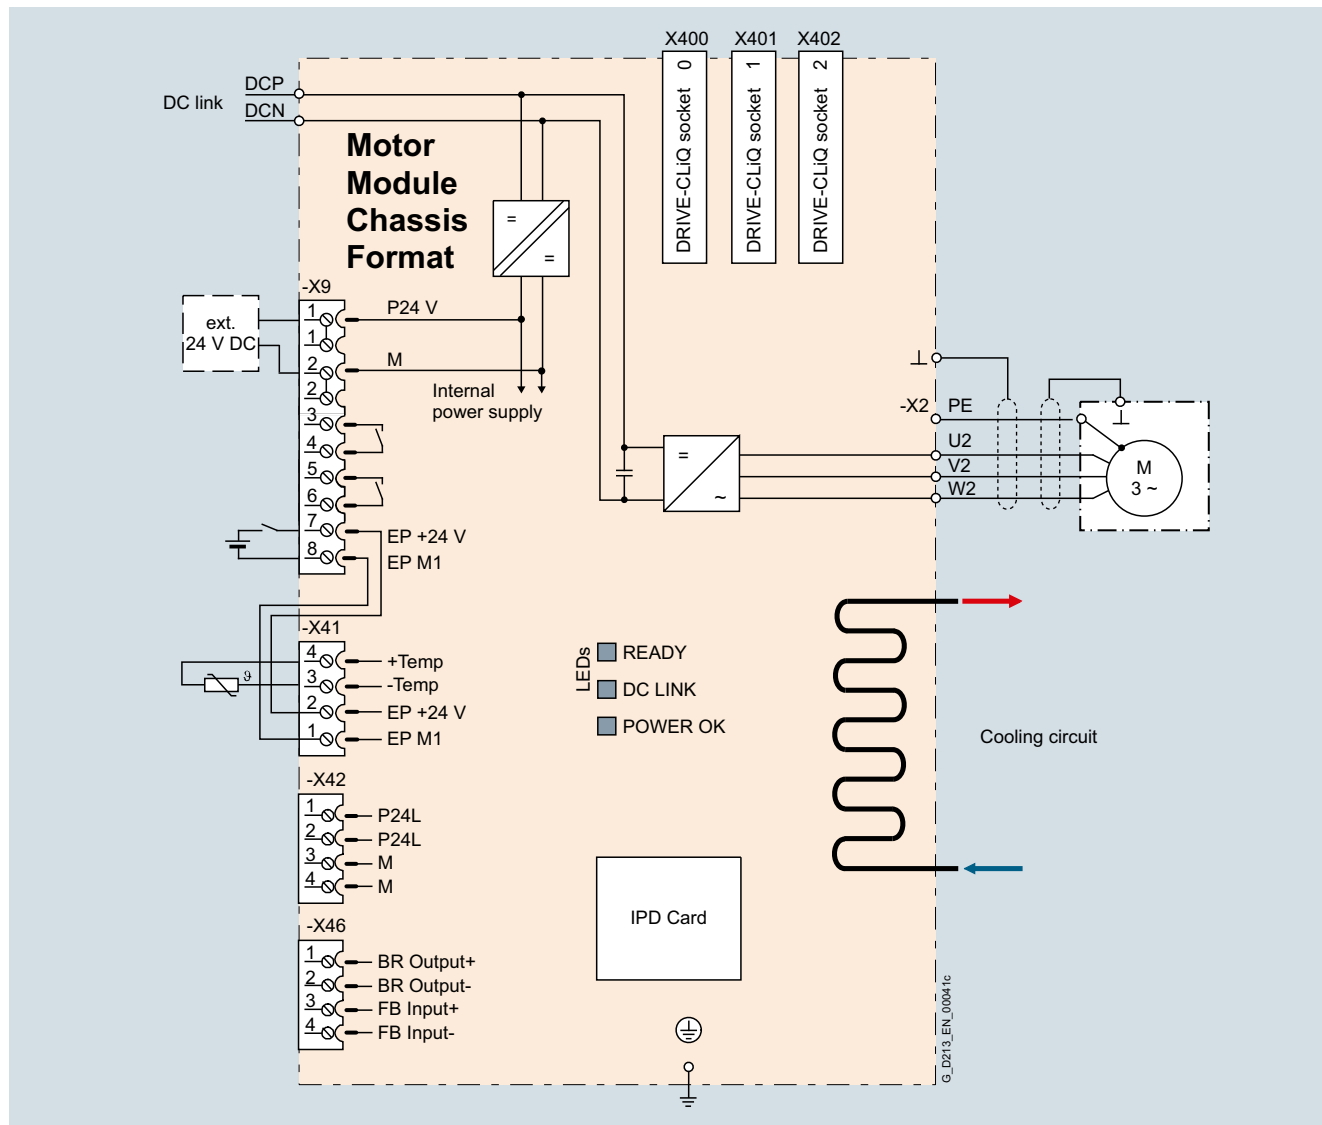 X400 X401 X402
DRIVE-CLiQ socket 0
DRIVE-CLiQ socket 1
DRIVE-CLiQ socket 2
DC link
DCP
DCN
Motor
Module
Chassis
Format
=
=
-X9
ext.
24 V DC
1
1
2
2
3
4
5
6
7
8
P24 V
M
Internal
power supply
EP +24 V
EP M1
-X2
PE
U2
V2
W2
=
~
M
3 ~
-X41
4 +Temp
3 -Temp
2 EP +24 V
1 EP M1
ϑ
LEDs
READY
DC LINK
POWER OK
Cooling circuit
-X42
1 P24L
2 P24L
3 M
4 M
IPD Card
-X46
1 BR Output+
2 BR Output-
3 FB Input+
4 FB Input-
G_D213_EN_00041c